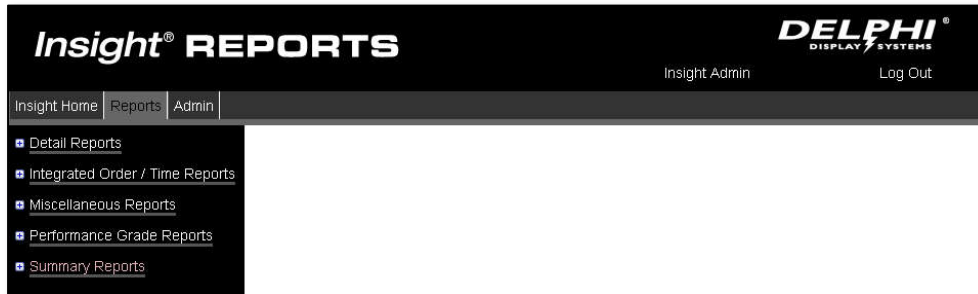 Insight® REPORTS
DELPHI®
DISPLAY SYSTEMS
Insight Admin Log Out
Insight Home Reports Admin
Detail Reports
Integrated Order / Time Reports
Miscellaneous Reports
Performance Grade Reports
Summary Reports